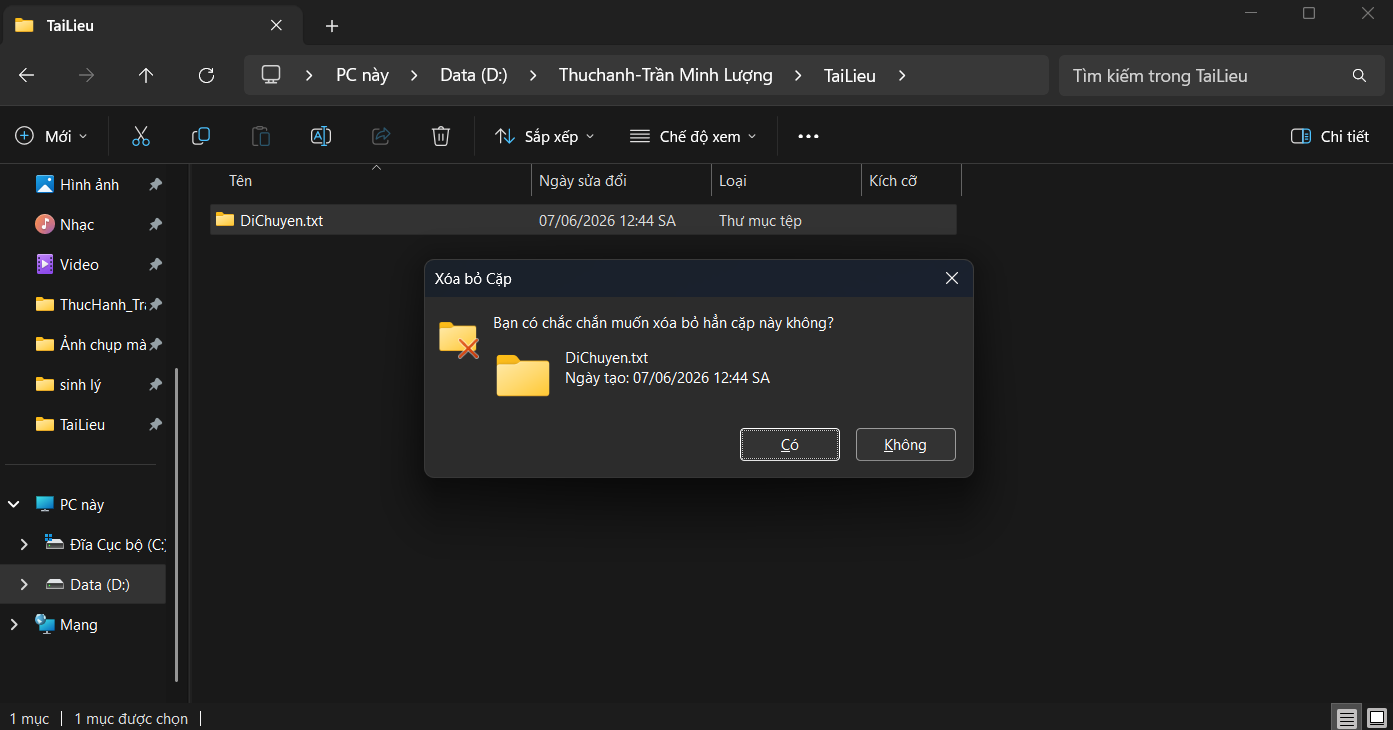 TaiLieu
PC này
Data (D:)
Thuchanh-Trần Minh Lượng
TaiLieu
Tìm kiếm trong TaiLieu
Mới
Sắp xếp
Chế độ xem
Chi tiết
Hình ảnh
Nhạc
Video
ThucHanh_Tra
Ảnh chụp mà
sinh lý
TaiLieu
PC này
Đĩa Cục bộ (C:)
Data (D:)
Mạng
Tên
Ngày sửa đổi
Loại
Kích cỡ
DiChuyen.txt
07/06/2026 12:44 SA
Thư mục tệp
Xóa bỏ Cặp
Bạn có chắc chắn muốn xóa bỏ hẳn cặp này không?
DiChuyen.txt
Ngày tạo: 07/06/2026 12:44 SA
Có
Không
1 mục
1 mục được chọn